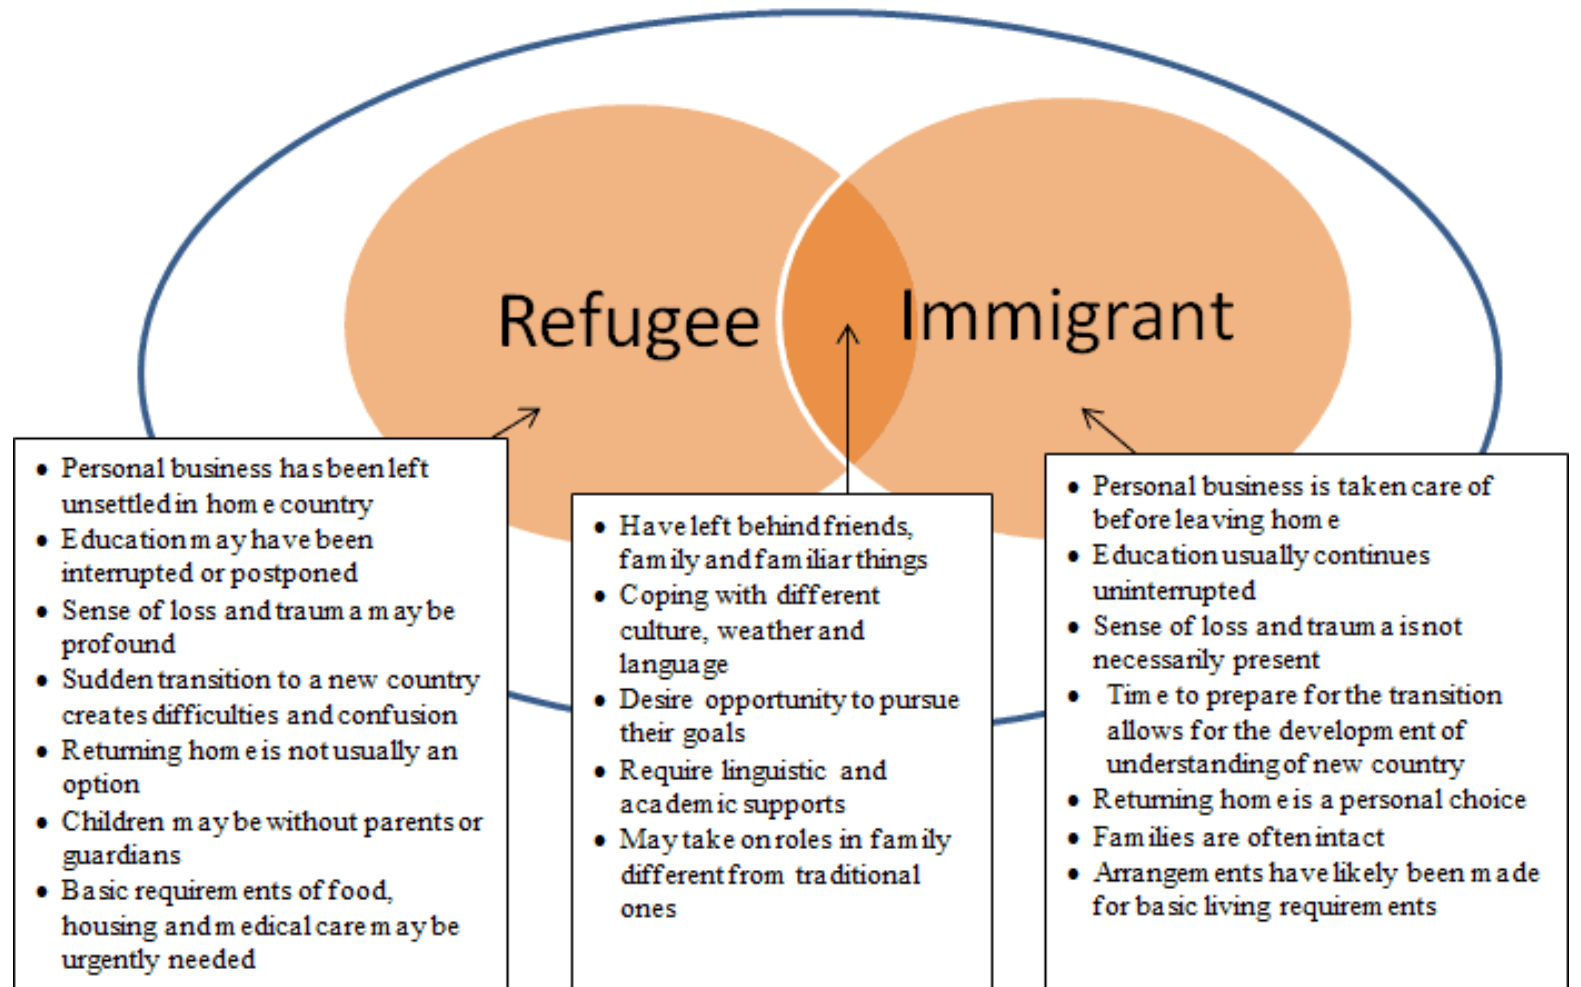 Refugee
Immigrant
• Personal business has been left
unsettled in home country
• Education may have been
interrupted or postponed
• Sense of loss and trauma may be
profound
• Sudden transition to a new country
creates difficulties and confusion
• Returning home is not usually an
option
• Children may be without parents or
guardians
• Basic requirements of food,
housing and medical care may be
urgently needed
• Have left behind friends,
family and familiar things
• Coping with different
culture, weather and
language
• Desire opportunity to pursue
their goals
• Require linguistic and
academic supports
• May take on roles in family
different from traditional
ones
• Personal business is taken care of
before leaving home
• Education usually continues
uninterrupted
• Sense of loss and trauma is not
necessarily present
• Time to prepare for the transition
allows for the development of
understanding of new country
• Returning home is a personal choice
• Families are often intact
• Arrangements have likely been made
for basic living requirements